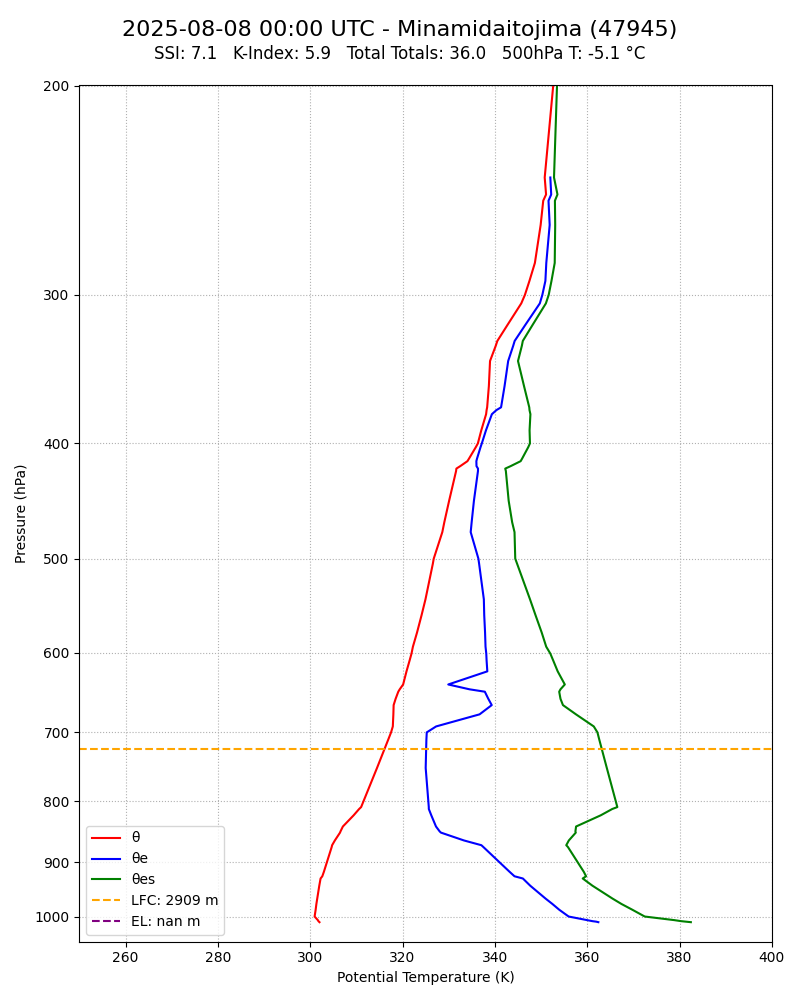 2025-08-08 00:00 UTC - Minamidaitojima (47945)
SSI: 7.1   K-Index: 5.9   Total Totals: 36.0   500hPa T: -5.1 °C
200
300
400
500
600
700
800
900
1000
Pressure (hPa)
θ
θe
θes
LFC: 2909 m
EL: nan m
260 280 300 320 340 360 380 400
Potential Temperature (K)